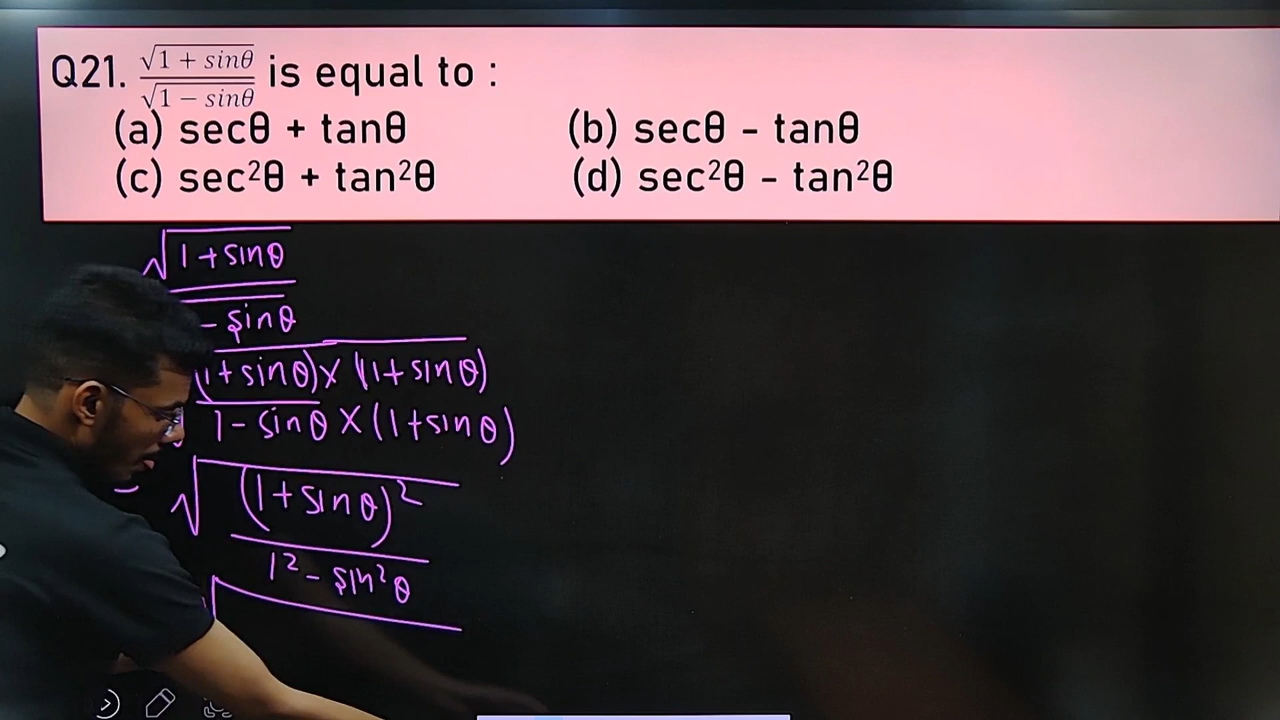 Q21. √1 + sinθ / √1 − sinθ is equal to :
(a) secθ + tanθ (b) secθ - tanθ
(c) sec²θ + tan²θ (d) sec²θ - tan²θ
√1+sinθ
- sinθ
(1+sinθ) × (1+sinθ)
1-sinθ × (1+sinθ)
= √(1+sinθ)²
1² - sin²θ
√